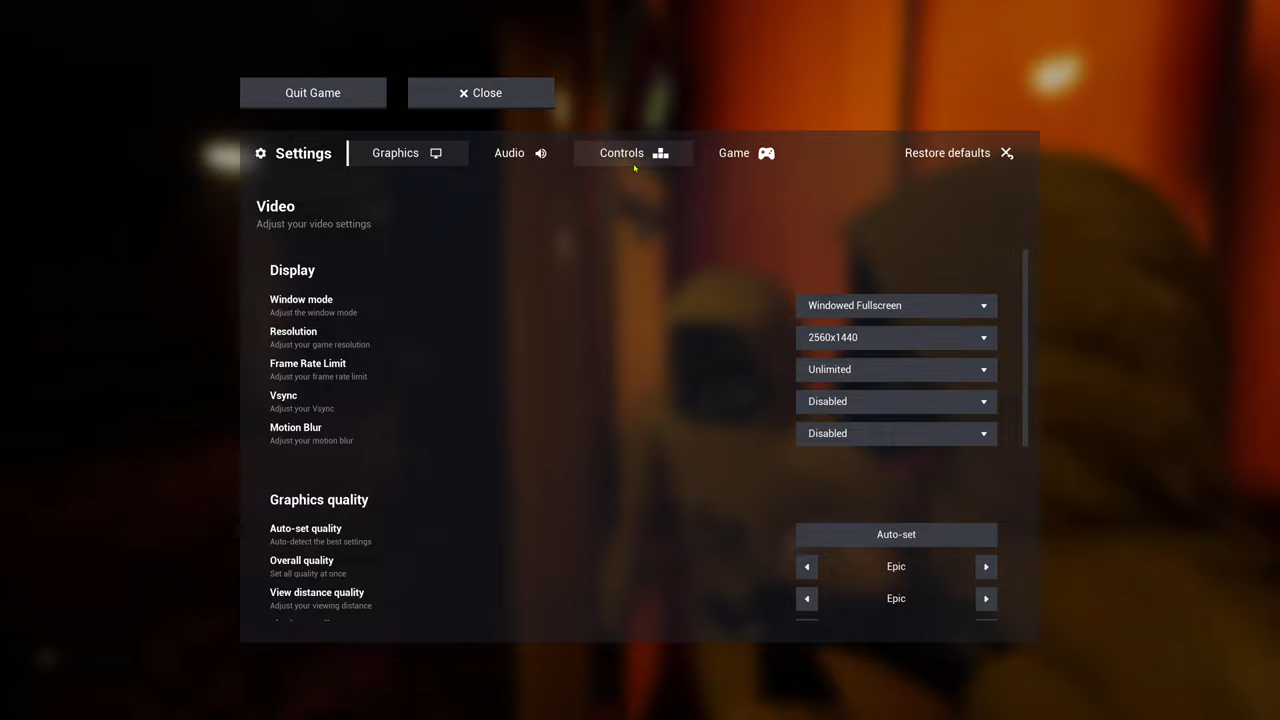 Quit Game
Close
Settings
Graphics
Audio
Controls
Game
Restore defaults
Video
Adjust your video settings
Display
Window mode
Adjust the window mode
Windowed Fullscreen
Resolution
Adjust your game resolution
2560x1440
Frame Rate Limit
Adjust your frame rate limit
Unlimited
Vsync
Adjust your Vsync
Disabled
Motion Blur
Adjust your motion blur
Disabled
Graphics quality
Auto-set quality
Auto-detect the best settings
Auto-set
Overall quality
Set all quality at once
Epic
View distance quality
Adjust your viewing distance
Epic